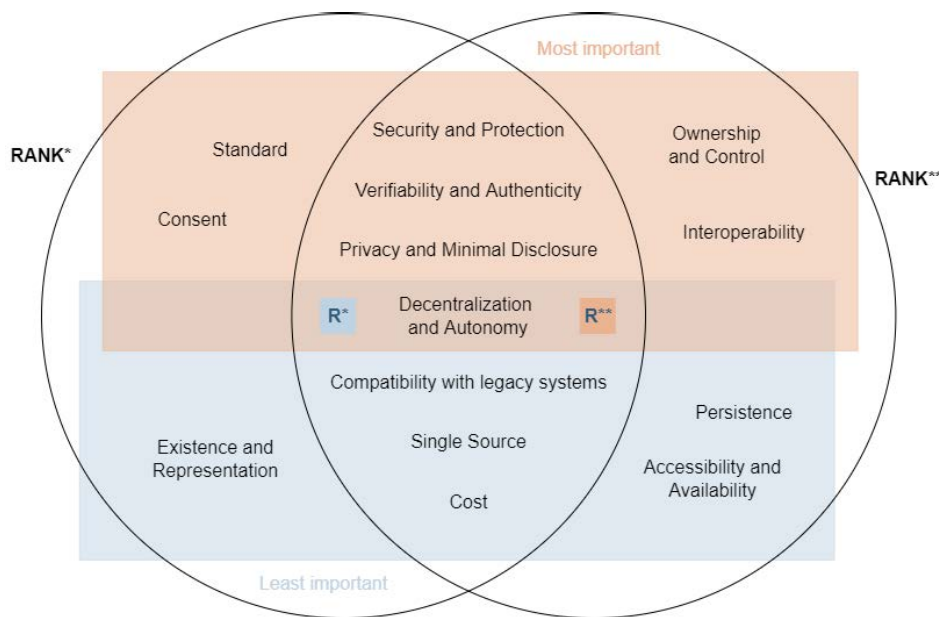 Most important
Security and Protection
Ownership
and Control
Standard
RANK*
RANK**
Verifiability and Authenticity
Consent
Interoperability
Privacy and Minimal Disclosure
R*
Decentralization
and Autonomy
R**
Compatibility with legacy systems
Persistence
Existence and
Representation
Single Source
Accessibility and
Availability
Cost
Least important